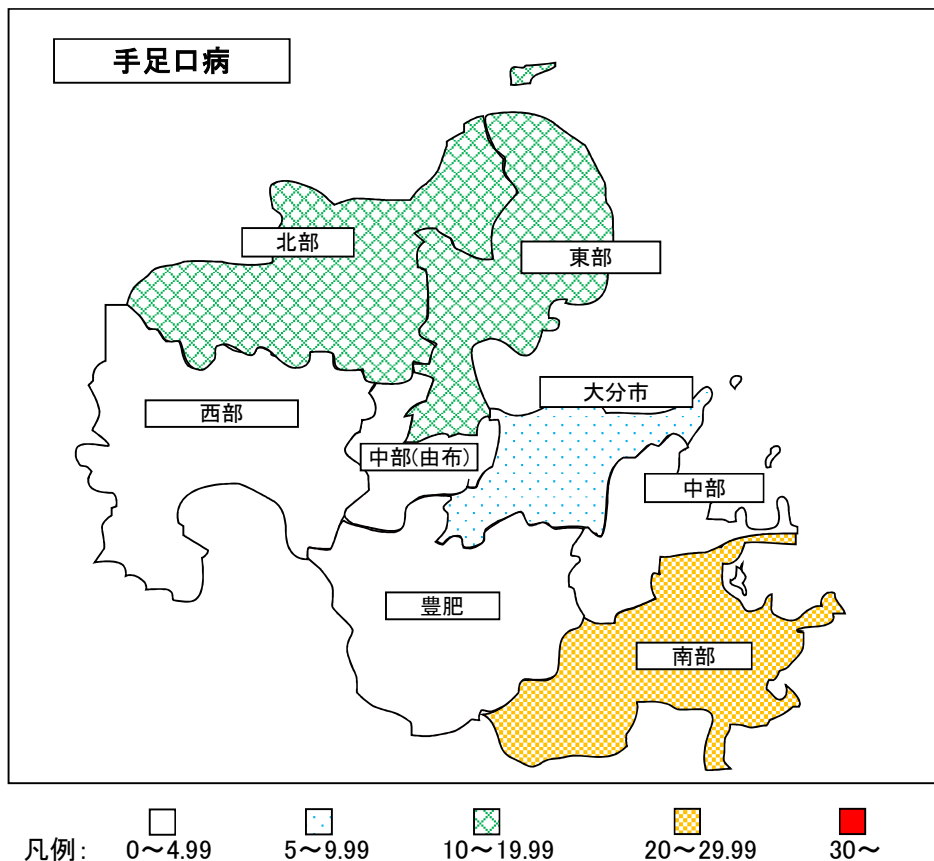 手足口病
北部
東部
大分市
西部
中部(由布)
中部
豊肥
南部
凡例: 0～4.99 5～9.99 10～19.99 20～29.99 30～